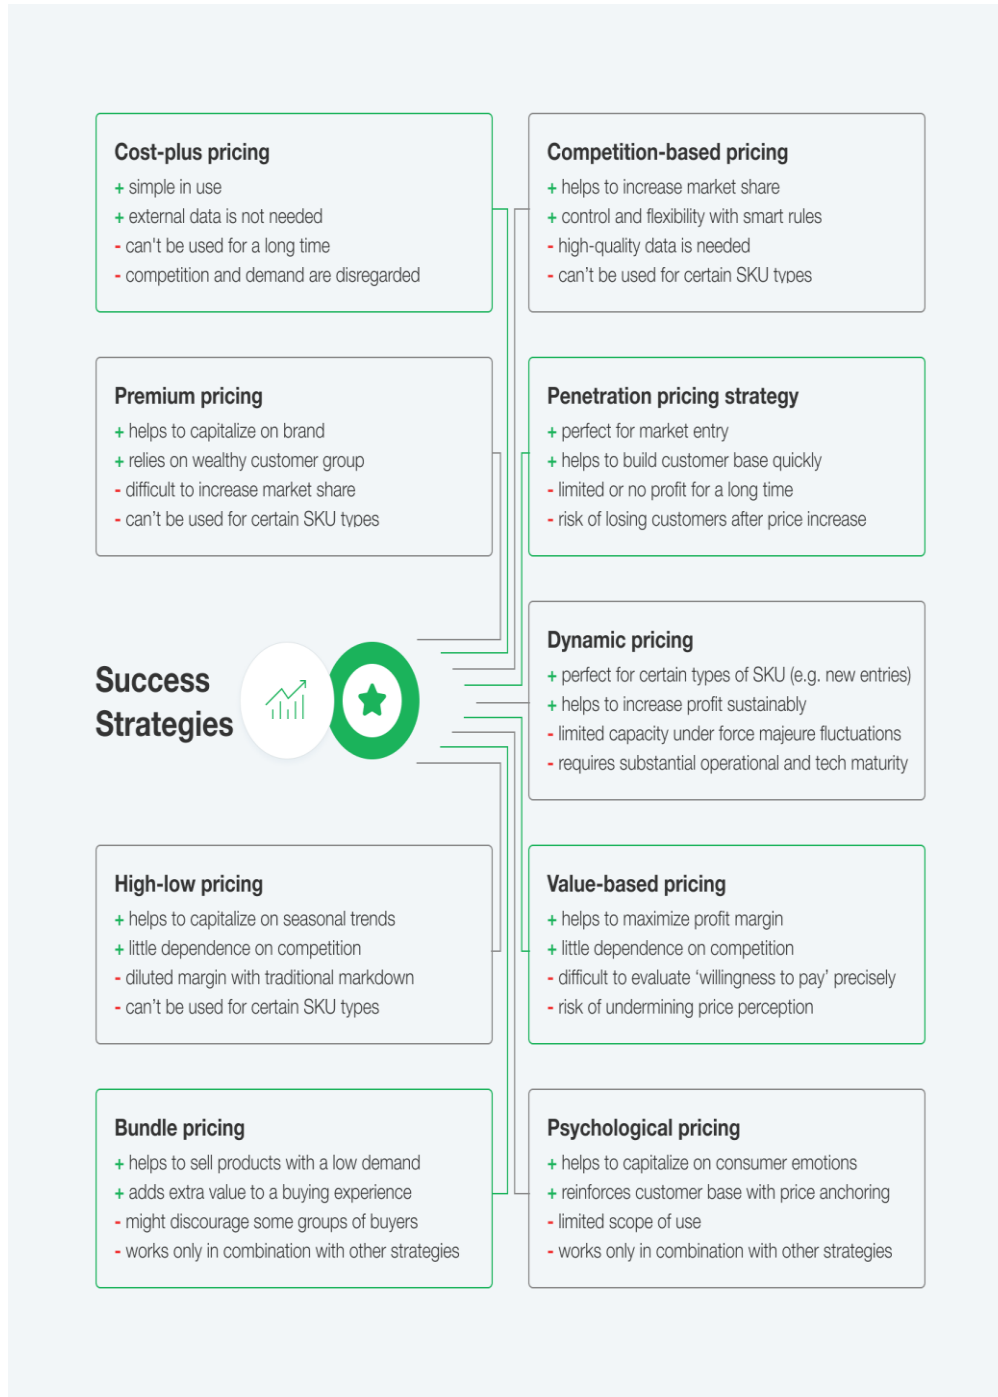 Cost-plus pricing
+ simple in use
+ external data is not needed
- can't be used for a long time
- competition and demand are disregarded
Competition-based pricing
+ helps to increase market share
+ control and flexibility with smart rules
- high-quality data is needed
- can’t be used for certain SKU types
Premium pricing
+ helps to capitalize on brand
+ relies on wealthy customer group
- difficult to increase market share
- can’t be used for certain SKU types
Penetration pricing strategy
+ perfect for market entry
+ helps to build customer base quickly
- limited or no profit for a long time
- risk of losing customers after price increase
Success
Strategies
Dynamic pricing
+ perfect for certain types of SKU (e.g. new entries)
+ helps to increase profit sustainably
- limited capacity under force majeure fluctuations
- requires substantial operational and tech maturity
High-low pricing
+ helps to capitalize on seasonal trends
+ little dependence on competition
- diluted margin with traditional markdown
- can’t be used for certain SKU types
Value-based pricing
+ helps to maximize profit margin
+ little dependence on competition
- difficult to evaluate ‘willingness to pay’ precisely
- risk of undermining price perception
Bundle pricing
+ helps to sell products with a low demand
+ adds extra value to a buying experience
- might discourage some groups of buyers
- works only in combination with other strategies
Psychological pricing
+ helps to capitalize on consumer emotions
+ reinforces customer base with price anchoring
- limited scope of use
- works only in combination with other strategies